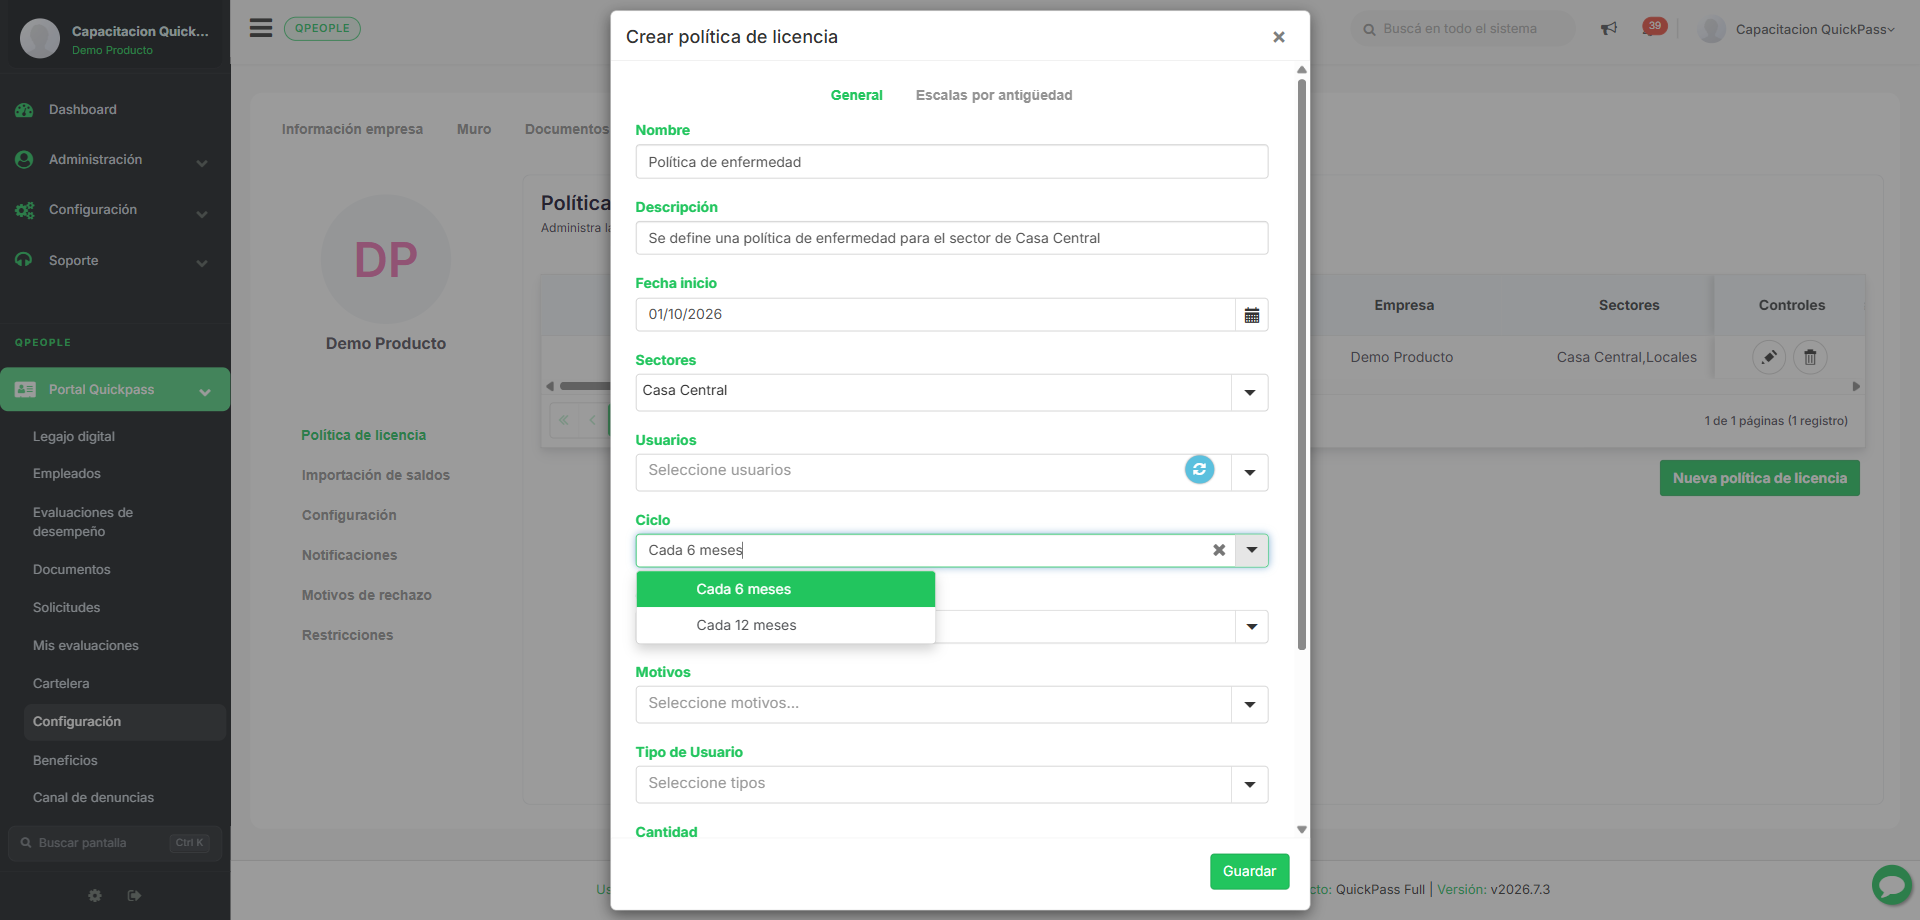 Capacitacion Quick...
Demo Producto
Dashboard
Administración
Configuración
Soporte
QPEOPLE
Portal Quickpass
Legajo digital
Empleados
Evaluaciones de
desempeño
Documentos
Solicitudes
Mis evaluaciones
Cartelera
Configuración
Beneficios
Canal de denuncias
Buscar pantalla
Ctrl K
QPEOPLE
Buscá en todo el sistema
39
Capacitacion QuickPass
Información empresa
Muro
Documentos
DP
Demo Producto
Política de licencia
Importación de saldos
Configuración
Notificaciones
Motivos de rechazo
Restricciones
Política
Administra la
Empresa
Sectores
Controles
Demo Producto
Casa Central,Locales
1 de 1 páginas (1 registro)
Nueva política de licencia
Crear política de licencia
General
Escalas por antigüedad
Nombre
Política de enfermedad
Descripción
Se define una política de enfermedad para el sector de Casa Central
Fecha inicio
01/10/2026
Sectores
Casa Central
Usuarios
Seleccione usuarios
Ciclo
Cada 6 meses
Cada 6 meses
Cada 12 meses
Motivos
Seleccione motivos...
Tipo de Usuario
Seleccione tipos
Cantidad
Guardar
Us
cto: QuickPass Full | Versión: v2026.7.3